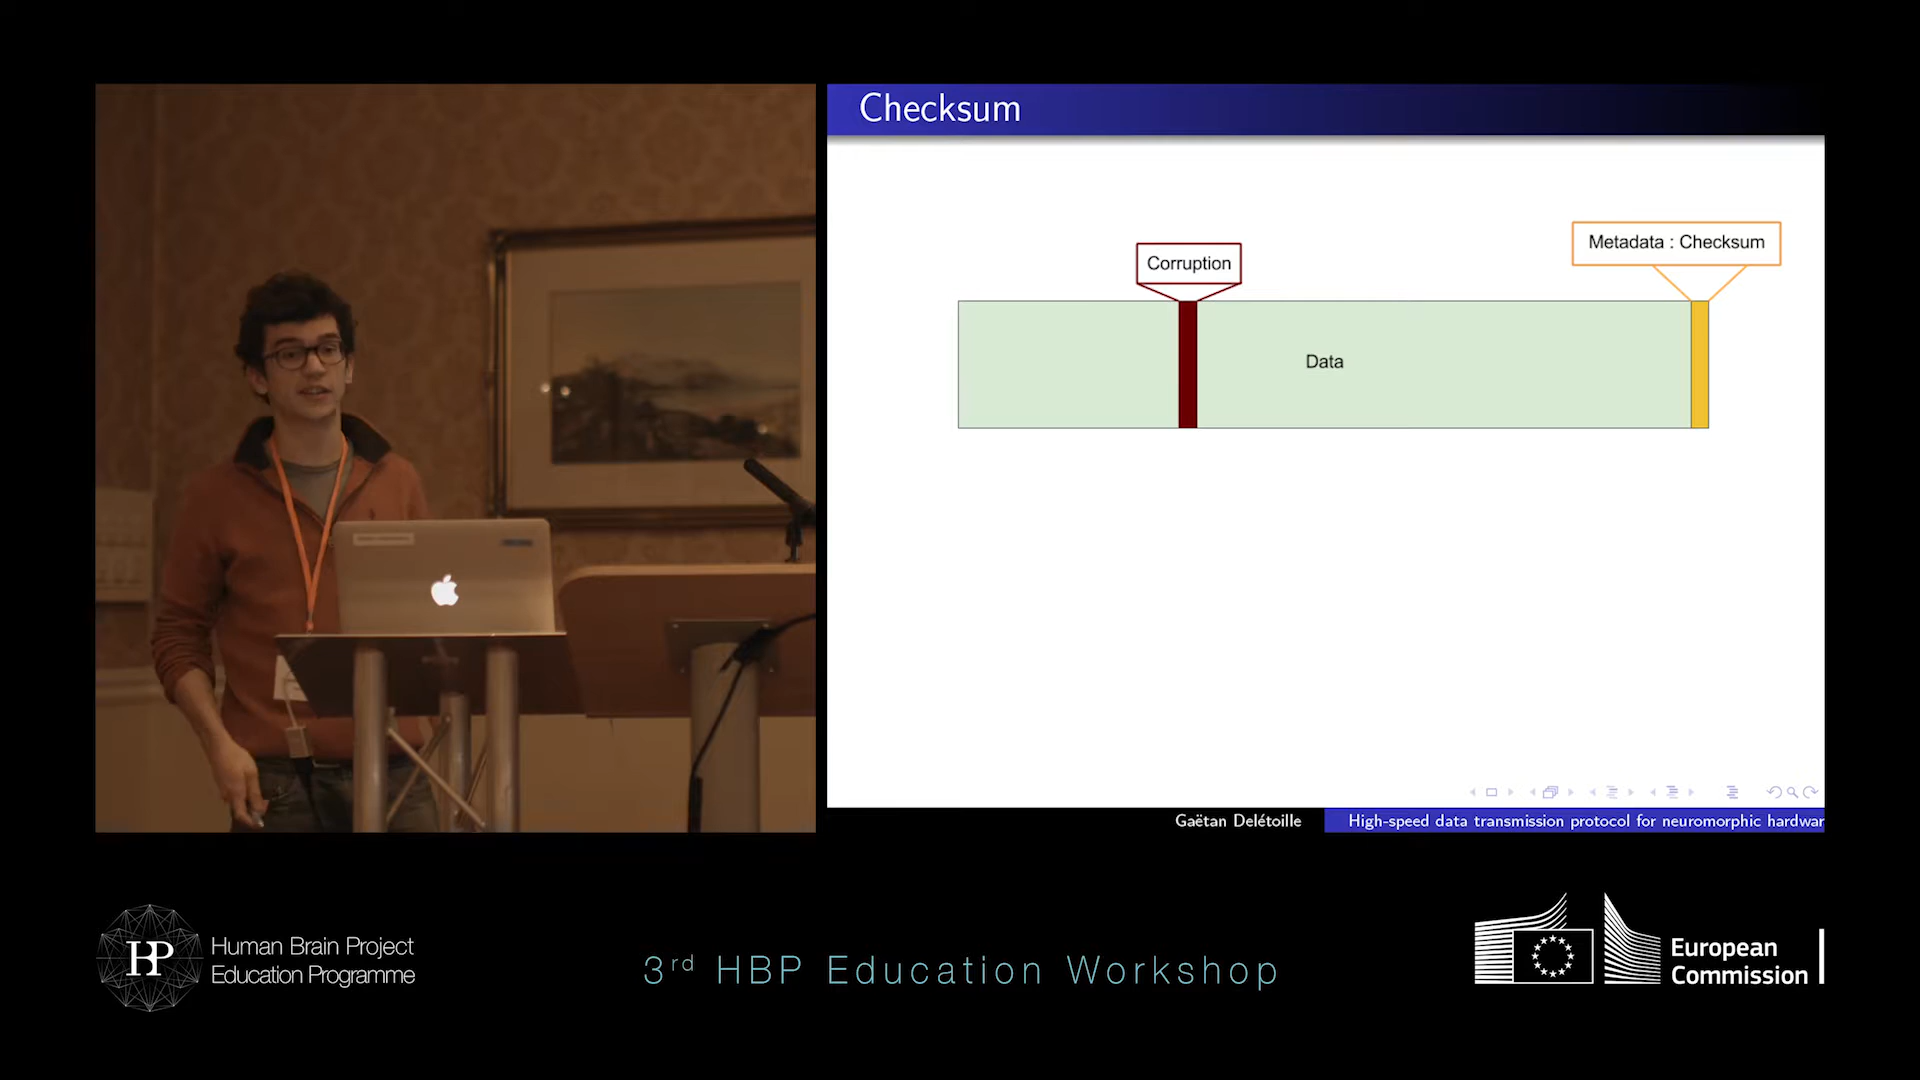 Checksum
Corruption
Metadata : Checksum
Data
Gaëtan Delétoille
High-speed data transmission protocol for neuromorphic hardwar
HP
Human Brain Project
Education Programme
3rd HBP Education Workshop
European
Commission